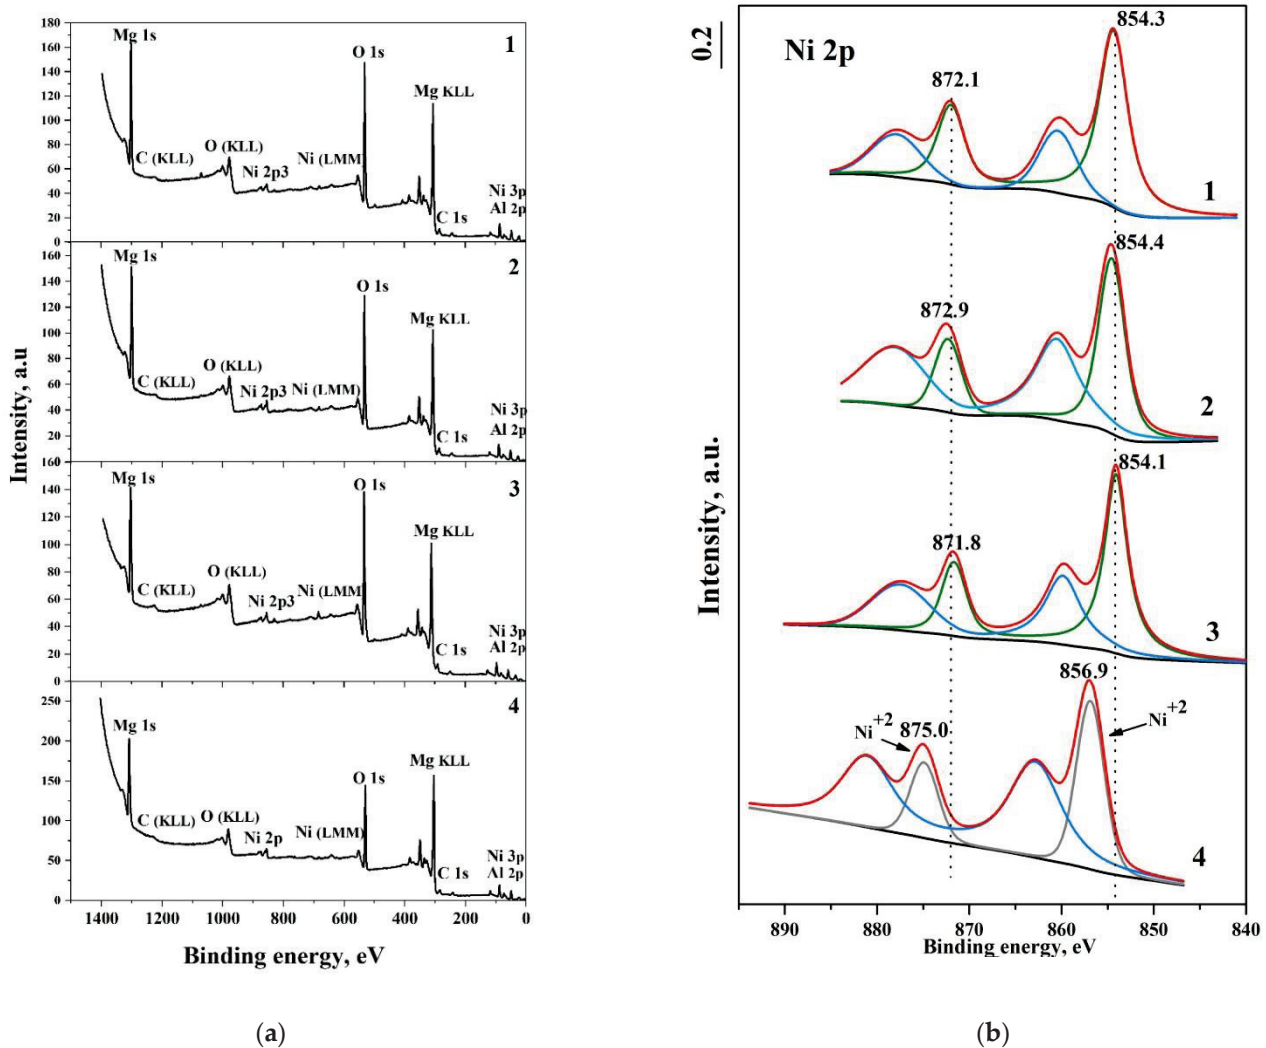 Intensity, a.u
180
160
140
120
100
80
60
40
20
0
Mg 1s
C (KLL)
O (KLL)
Ni 2p3
Ni (LMM)
O 1s
Mg KLL
C 1s
Ni 3p
Al 2p
1
160
140
120
100
80
60
40
20
Mg 1s
C (KLL)
O (KLL)
Ni 2p3
Ni (LMM)
O 1s
Mg KLL
C 1s
Ni 3p
Al 2p
2
140
120
100
80
60
40
20
0
Mg 1s
C (KLL)
O (KLL)
Ni 2p3
Ni (LMM)
O 1s
Mg KLL
C 1s
Ni 3p
Al 2p
3
250
200
150
100
50
0
Mg 1s
C (KLL)
O (KLL)
Ni 2p
Ni (LMM)
O 1s
Mg KLL
C 1s
Ni 3p
Al 2p
4
1400 1200 1000 800 600 400 200 0
Binding energy, eV
(a)
0.2
Intensity, a.u.
Ni 2p
872.1
854.3
1
872.9
854.4
2
871.8
854.1
3
Ni+2
875.0
856.9
Ni+2
4
890 880 870 860 850 840
Binding energy, eV
(b)